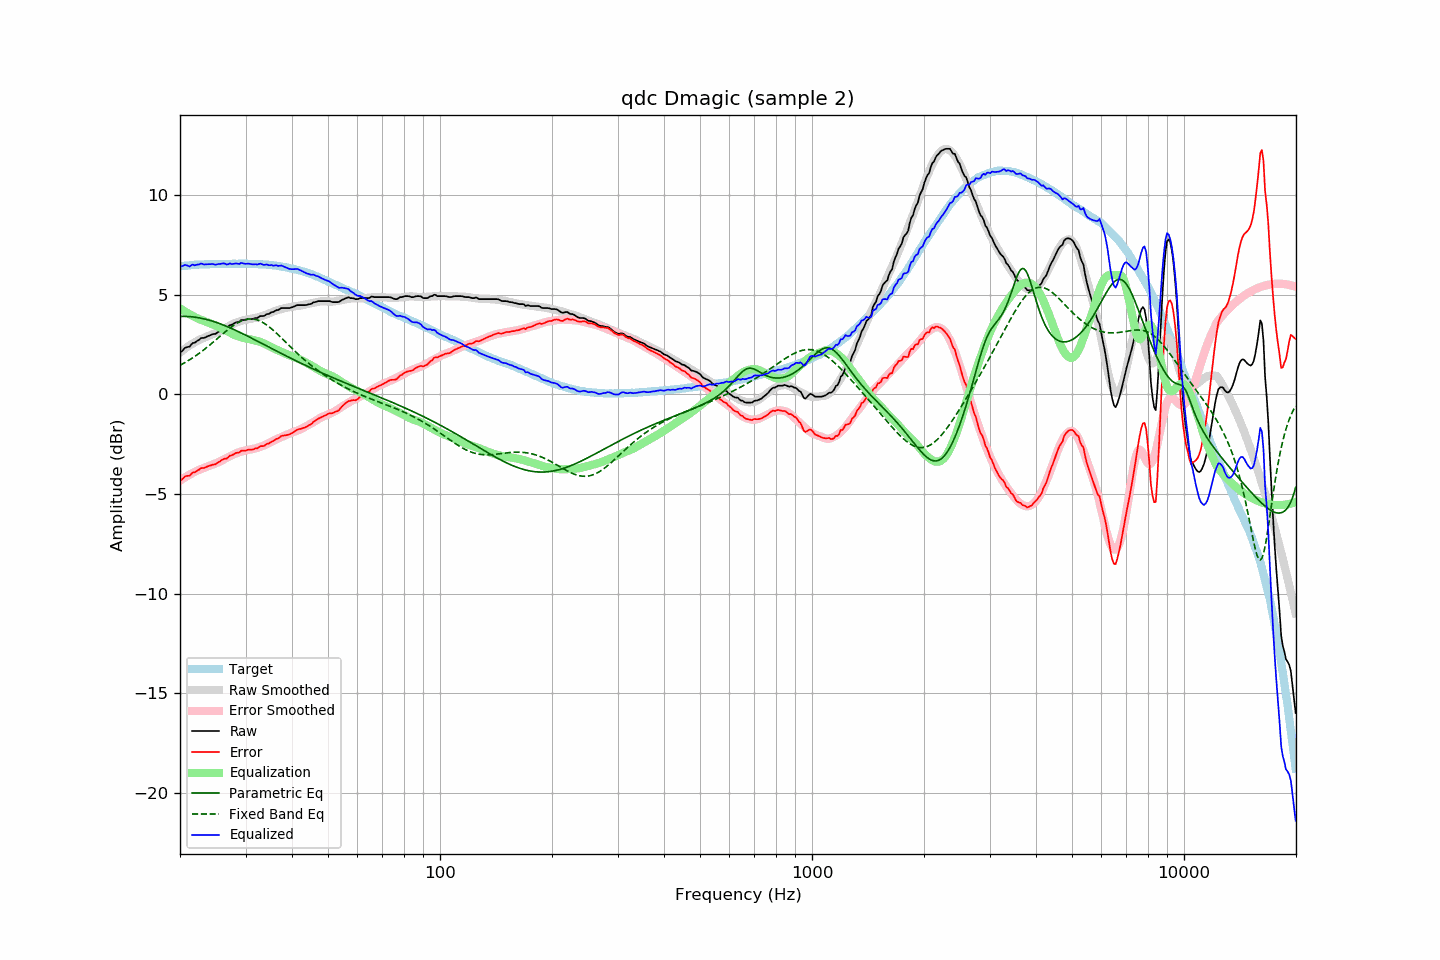 qdc Dmagic (sample 2)
10
5
0
−5
−10
−15
−20
Amplitude (dBr)
Target
Raw Smoothed
Error Smoothed
Raw
Error
Equalization
Parametric Eq
Fixed Band Eq
Equalized
100
1000
10000
Frequency (Hz)